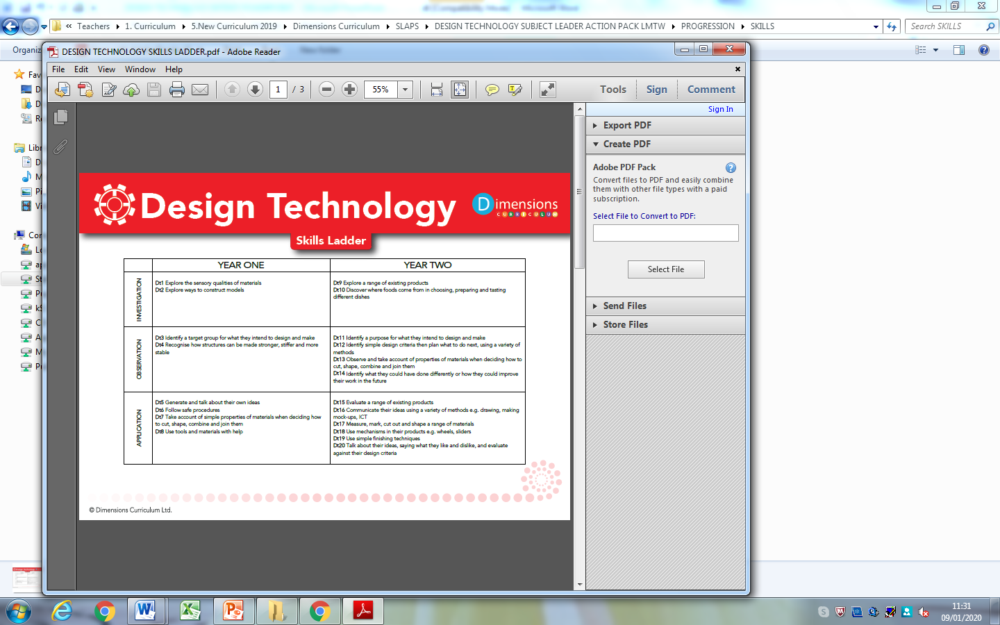 Teachers ▸ 1. Curriculum ▸ 5.New Curriculum 2019 ▸ Dimensions Curriculum ▸ SLAPS ▸ DESIGN TECHNOLOGY SUBJECT LEADER ACTION PACK LMTW ▸ PROGRESSION ▸ SKILLS
Search SKILLS
Organiz
DESIGN TECHNOLOGY SKILLS LADDER.pdf - Adobe Reader
File Edit View Window Help
1 / 3
55%
Tools Sign Comment
Sign In
Export PDF
Create PDF
Adobe PDF Pack
Convert files to PDF and easily combine
them with other file types with a paid
subscription.
Select File to Convert to PDF:
Select File
Send Files
Store Files
Fav
D
D
Re
Libr
D
M
Pi
Vi
Con
Lo
ap
St
Pu
kS
C
A
M
Pu
Design Technology
Dimensions
CURRICULUM
Skills Ladder
YEAR ONE
YEAR TWO
INVESTIGATION
Dt1 Explore the sensory qualities of materials
Dt2 Explore ways to construct models
Dt9 Explore a range of existing products
Dt10 Discover where foods come from in choosing, preparing and tasting
different dishes
OBSERVATION
Dt3 Identify a target group for what they intend to design and make
Dt4 Recognise how structures can be made stronger, stiffer and more
stable
Dt11 Identify a purpose for what they intend to design and make
Dt12 Identify simple design criteria then plan what to do next, using a variety of
methods
Dt13 Observe and take account of properties of materials when deciding how to
cut, shape, combine and join them
Dt14 Identify what they could have done differently or how they could improve
their work in the future
APPLICATION
Dt5 Generate and talk about their own ideas
Dt6 Follow safe procedures
Dt7 Take account of simple properties of materials when deciding how
to cut, shape, combine and join them
Dt8 Use tools and materials with help
Dt15 Evaluate a range of existing products
Dt16 Communicate their ideas using a variety of methods e.g. drawing, making
mock-ups, ICT
Dt17 Measure, mark, cut out and shape a range of materials
Dt18 Use mechanisms in their products e.g. wheels, sliders
Dt19 Use simple finishing techniques
Dt20 Talk about their ideas, saying what they like and dislike, and evaluate
against their design criteria
© Dimensions Curriculum Ltd.
11:31
09/01/2020